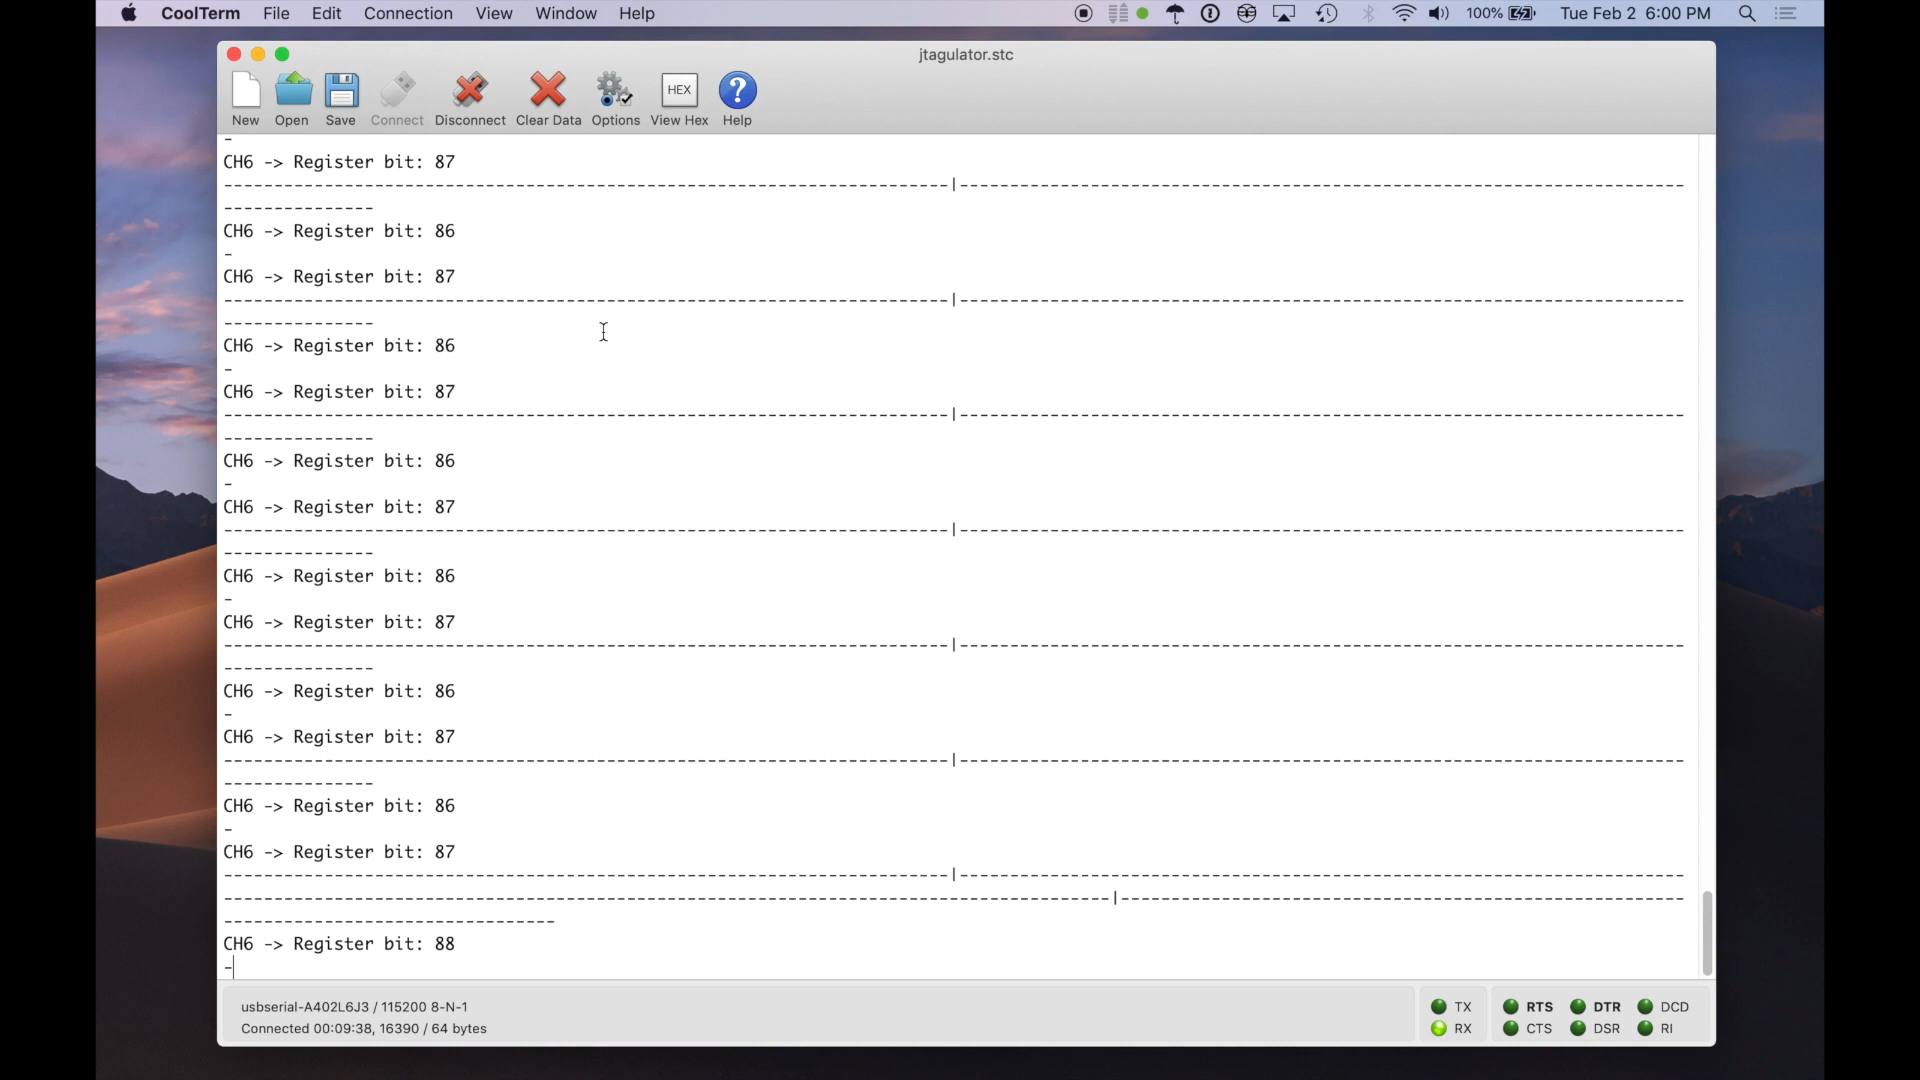 CoolTerm File Edit Connection View Window Help 100% Tue Feb 2 6:00 PM
jtagulator.stc
HEX ?
New Open Save Connect Disconnect Clear Data Options View Hex Help
-
CH6 -> Register bit: 87
------------------------------------------------------------------------|------------------------------------------------------------------------
---------------
CH6 -> Register bit: 86
-
CH6 -> Register bit: 87
------------------------------------------------------------------------|------------------------------------------------------------------------
---------------
CH6 -> Register bit: 86
-
CH6 -> Register bit: 87
------------------------------------------------------------------------|------------------------------------------------------------------------
---------------
CH6 -> Register bit: 86
-
CH6 -> Register bit: 87
------------------------------------------------------------------------|------------------------------------------------------------------------
---------------
CH6 -> Register bit: 86
-
CH6 -> Register bit: 87
------------------------------------------------------------------------|------------------------------------------------------------------------
---------------
CH6 -> Register bit: 86
-
CH6 -> Register bit: 87
------------------------------------------------------------------------|------------------------------------------------------------------------
---------------
CH6 -> Register bit: 86
-
CH6 -> Register bit: 87
------------------------------------------------------------------------|------------------------------------------------------------------------
----------------------------------------------------------------------------------------|--------------------------------------------------------
---------------------------------
CH6 -> Register bit: 88
-
usbserial-A402L6J3 / 115200 8-N-1
Connected 00:09:38, 16390 / 64 bytes
TX RTS DTR DCD
RX CTS DSR RI